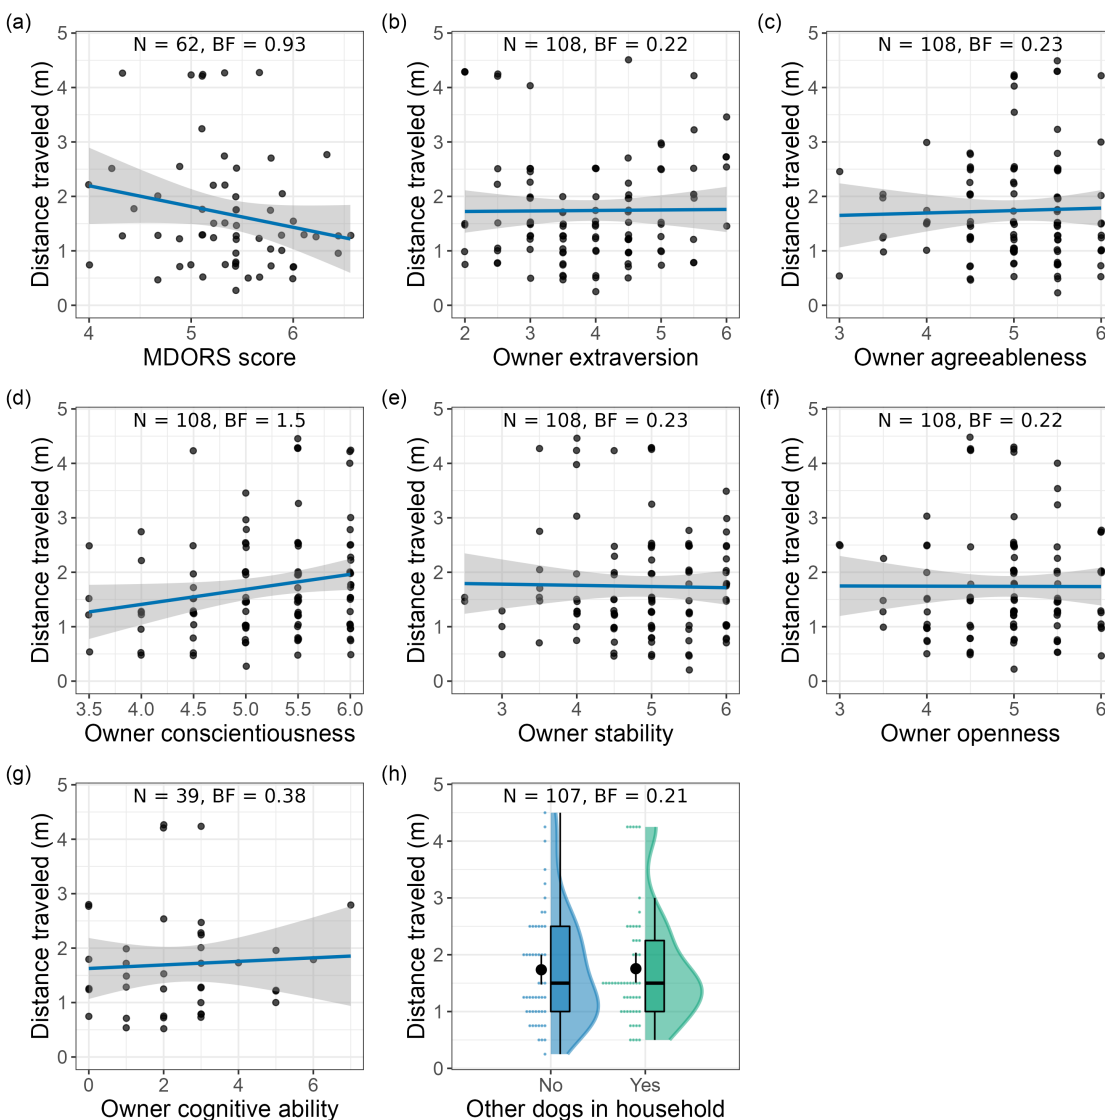 (a)
N = 62, BF = 0.93
Distance traveled (m)
5
4
3
2
1
0
4 5 6
MDORS score
(b)
N = 108, BF = 0.22
Distance traveled (m)
5
4
3
2
1
0
2 3 4 5 6
Owner extraversion
(c)
N = 108, BF = 0.23
Distance traveled (m)
5
4
3
2
1
0
3 4 5 6
Owner agreeableness
(d)
N = 108, BF = 1.5
Distance traveled (m)
5
4
3
2
1
0
3.5 4.0 4.5 5.0 5.5 6.0
Owner conscientiousness
(e)
N = 108, BF = 0.23
Distance traveled (m)
5
4
3
2
1
0
3 4 5 6
Owner stability
(f)
N = 108, BF = 0.22
Distance traveled (m)
5
4
3
2
1
0
3 4 5 6
Owner openness
(g)
N = 39, BF = 0.38
Distance traveled (m)
5
4
3
2
1
0
0 2 4 6
Owner cognitive ability
(h)
N = 107, BF = 0.21
Distance traveled (m)
5
4
3
2
1
0
No Yes
Other dogs in household